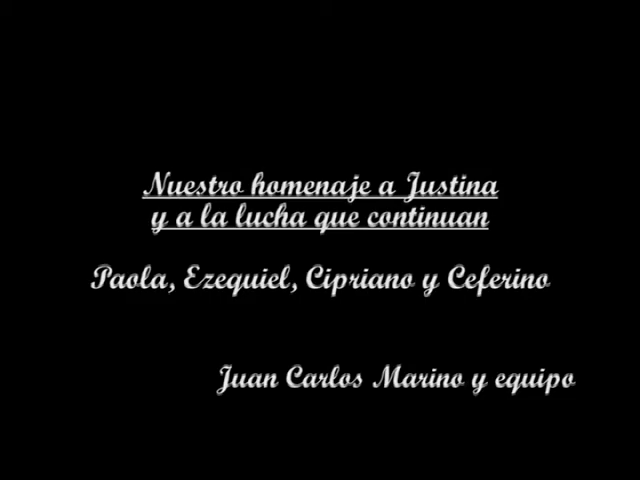 Nuestro homenaje a Justina
y a la lucha que continuan
Paola, Ezequiel, Cipriano y Ceferino
Juan Carlos Marino y equipo